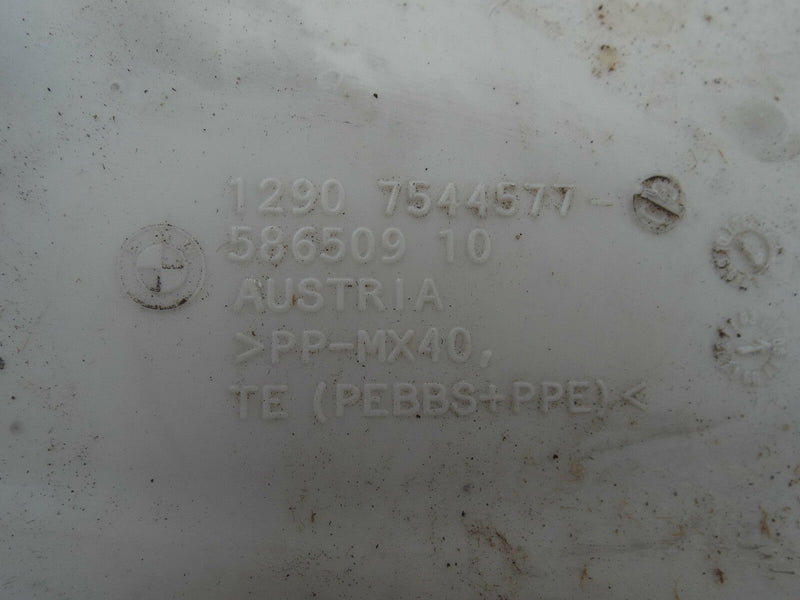 1290 7544577-
586509 10
AUSTRIA
>PP-MX40,
TE (PEBBS+PPE)<